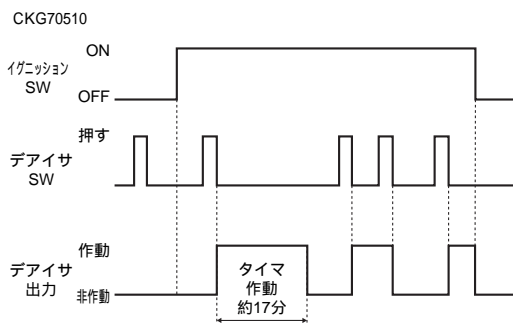 CKG70510
ON
イグニッション
SW
OFF
押す
デアイサ
SW
作動
デアイサ
出力
非作動
タイマ
作動
約17分